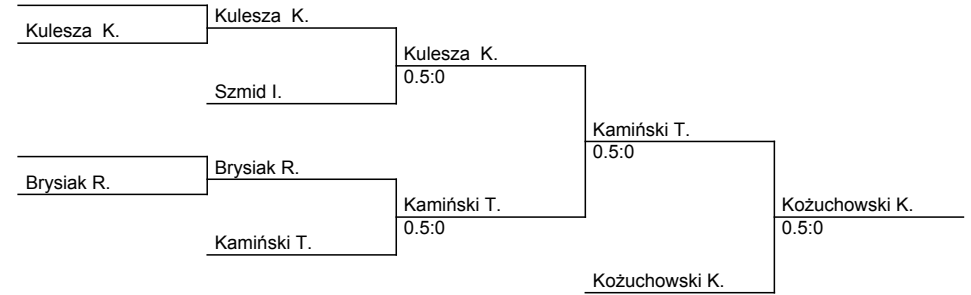 Kulesza  K.
Kulesza  K.
Szmid I.
Kulesza  K.
0.5:0
Brysiak R.
Brysiak R.
Kamiński T.
Kamiński T.
0.5:0
Kamiński T.
0.5:0
Kożuchowski K.
Kożuchowski K.
0.5:0